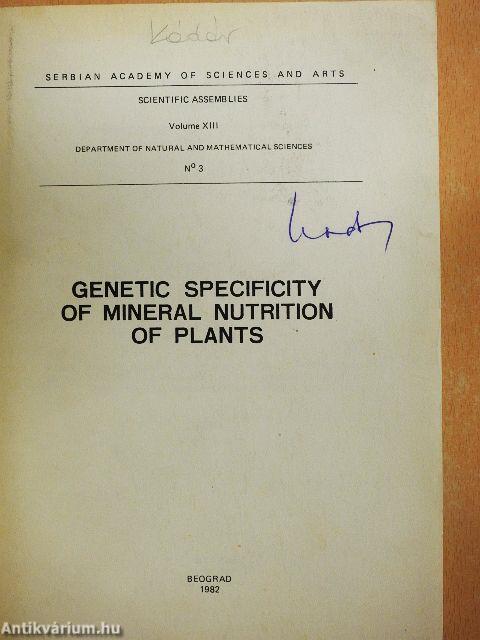 Kádár
SERBIAN ACADEMY OF SCIENCES AND ARTS
SCIENTIFIC ASSEMBLIES
Volume XIII
DEPARTMENT OF NATURAL AND MATHEMATICAL SCIENCES
Nº 3
GENETIC SPECIFICITY
OF MINERAL NUTRITION
OF PLANTS
BEOGRAD
1982
Antikvárium.hu